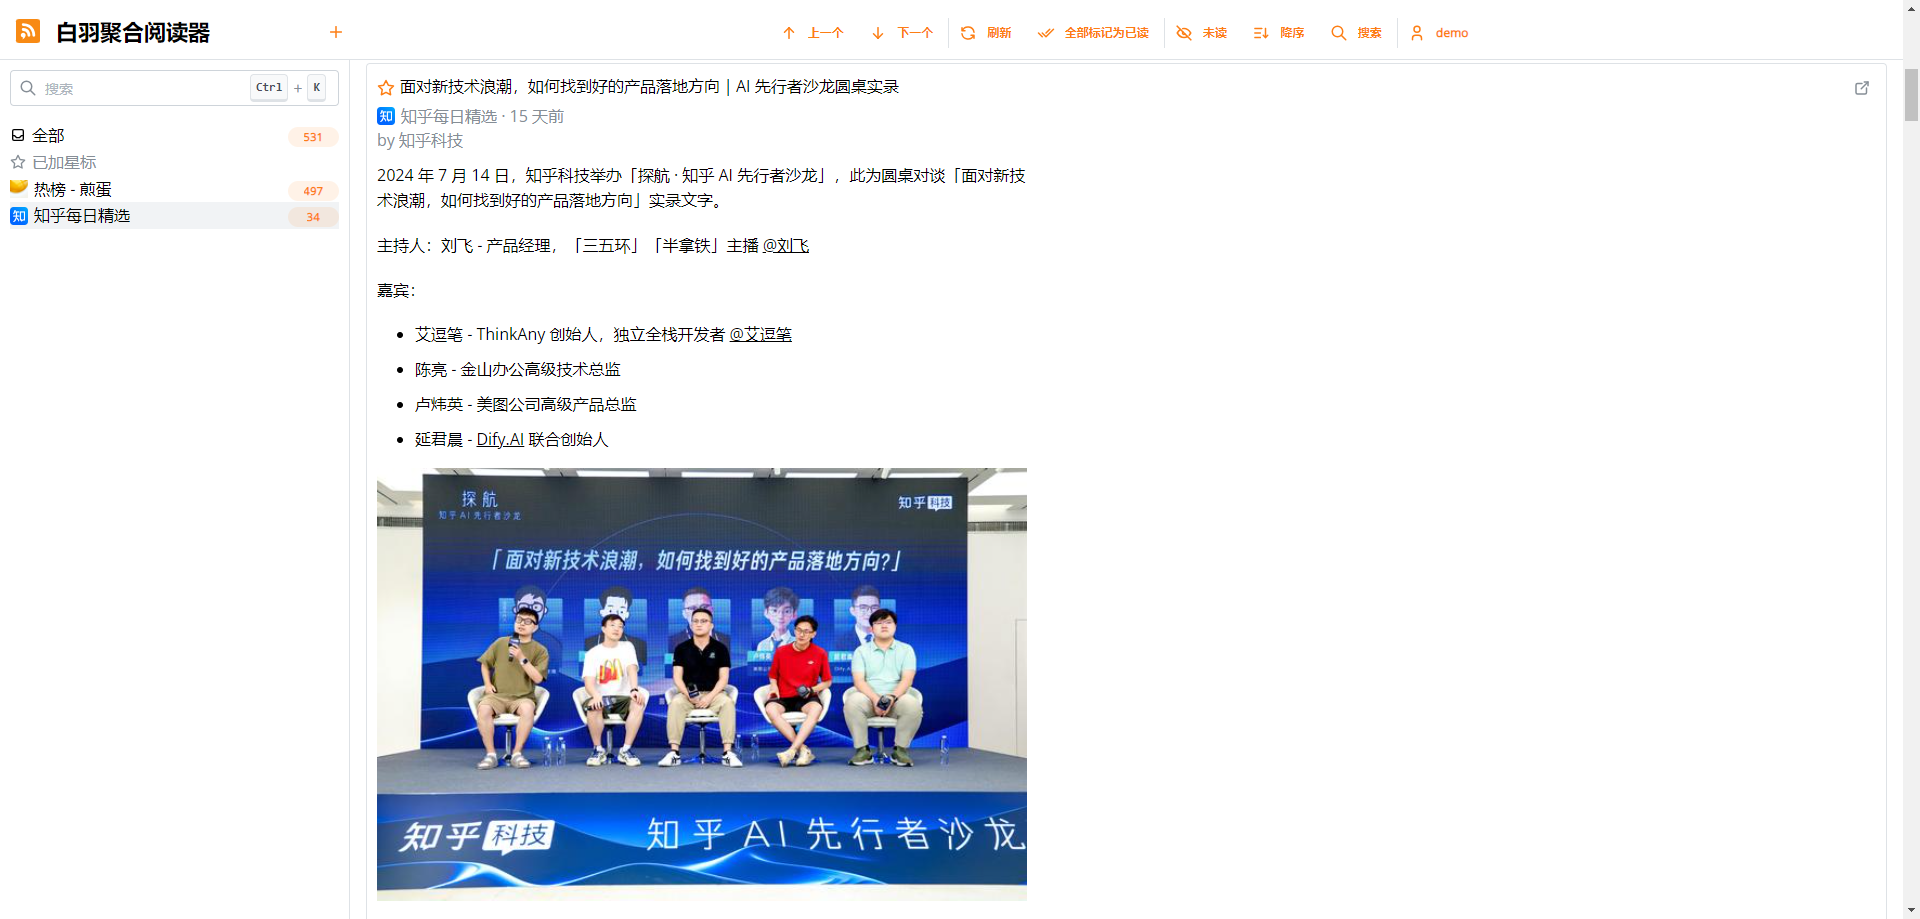 白羽聚合阅读器
上一个
下一个
刷新
全部标记为已读
未读
降序
搜索
demo
搜索 Ctrl + K
全部 531
已加星标
热榜 - 煎蛋 497
知 知乎每日精选 34
面对新技术浪潮，如何找到好的产品落地方向 | AI 先行者沙龙圆桌实录
知 知乎每日精选 · 15 天前
by 知乎科技
2024 年 7 月 14 日，知乎科技举办「探航 · 知乎 AI 先行者沙龙」，此为圆桌对谈「面对新技
术浪潮，如何找到好的产品落地方向」实录文字。
主持人：刘飞 - 产品经理，「三五环」「半拿铁」主播 @刘飞
嘉宾：
艾逗笔 - ThinkAny 创始人，独立全栈开发者 @艾逗笔
陈亮 - 金山办公高级技术总监
卢炜英 - 美图公司高级产品总监
延君晨 - Dify.AI 联合创始人
探航
知乎 AI 先行者沙龙
知乎科技
「面对新技术浪潮，如何找到好的产品落地方向?」
知乎科技
知乎 AI 先行者沙龙